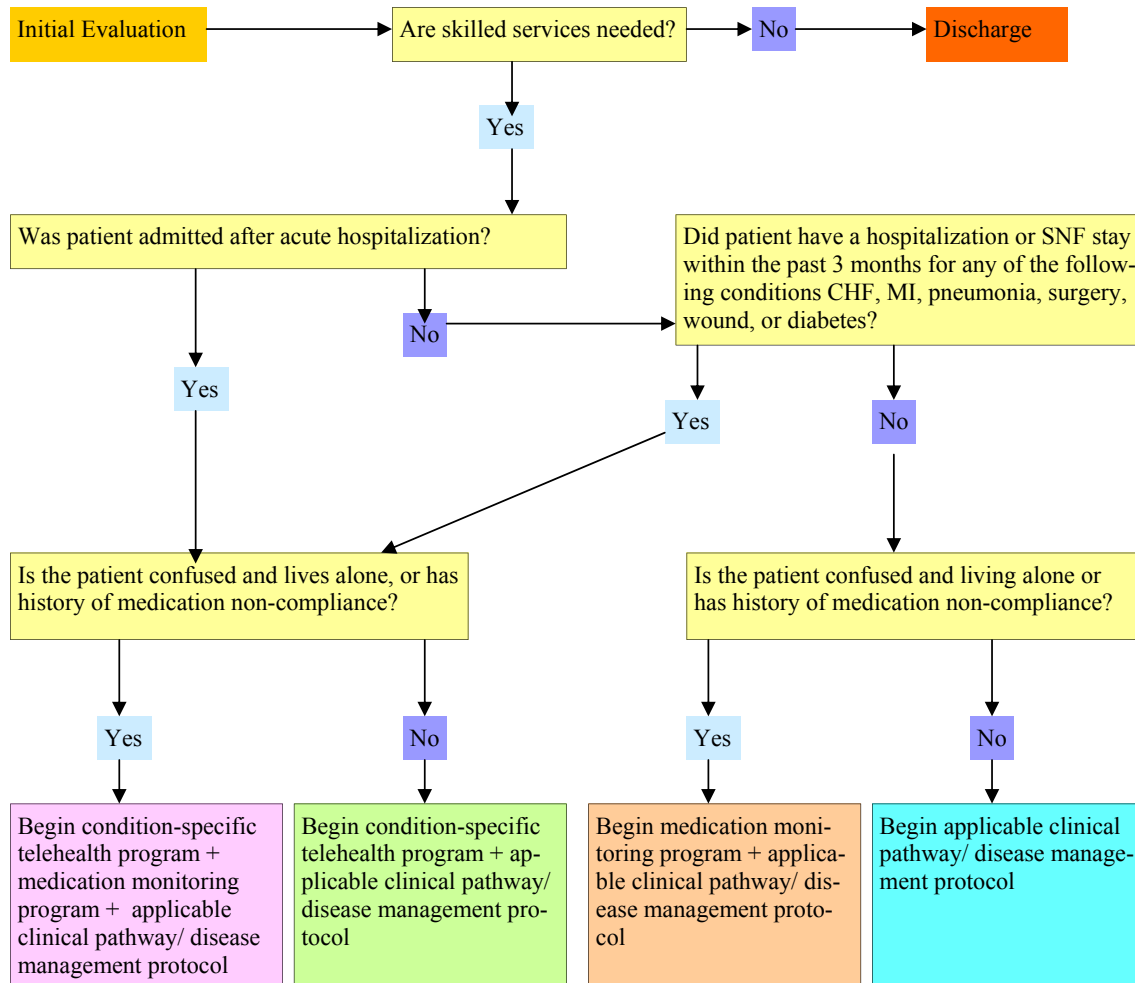 Initial Evaluation
Are skilled services needed?
No
Discharge
Yes
Was patient admitted after acute hospitalization?
Did patient have a hospitalization or SNF stay
within the past 3 months for any of the follow-
ing conditions CHF, MI, pneumonia, surgery,
wound, or diabetes?
No
Yes
Yes
No
Is the patient confused and lives alone, or has
history of medication non-compliance?
Is the patient confused and living alone or
has history of medication non-compliance?
Yes
No
Yes
No
Begin condition-specific
telehealth program +
medication monitoring
program +  applicable
clinical pathway/ disease
management protocol
Begin condition-specific
telehealth program + ap-
plicable clinical pathway/
disease management pro-
tocol
Begin medication moni-
toring program + applica-
ble clinical pathway/ dis-
ease management proto-
col
Begin applicable clinical
pathway/ disease manage-
ment protocol